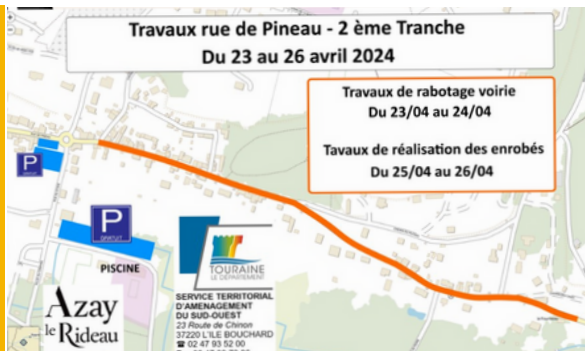 Travaux rue de Pineau - 2 ème Tranche
Du 23 au 26 avril 2024
Travaux de rabotage voirie
Du 23/04 au 24/04
Tavaux de réalisation des enrobés
Du 25/04 au 26/04
P
P
GRATUIT
PISCINE
TOURAINE
LE DÉPARTEMENT
Azay
le Rideau
SERVICE TERRITORIAL
D'AMENAGEMENT
DU SUD-OUEST
23 Route de Chinon
37220 L'ILE BOUCHARD
☎ 02 47 93 52 00